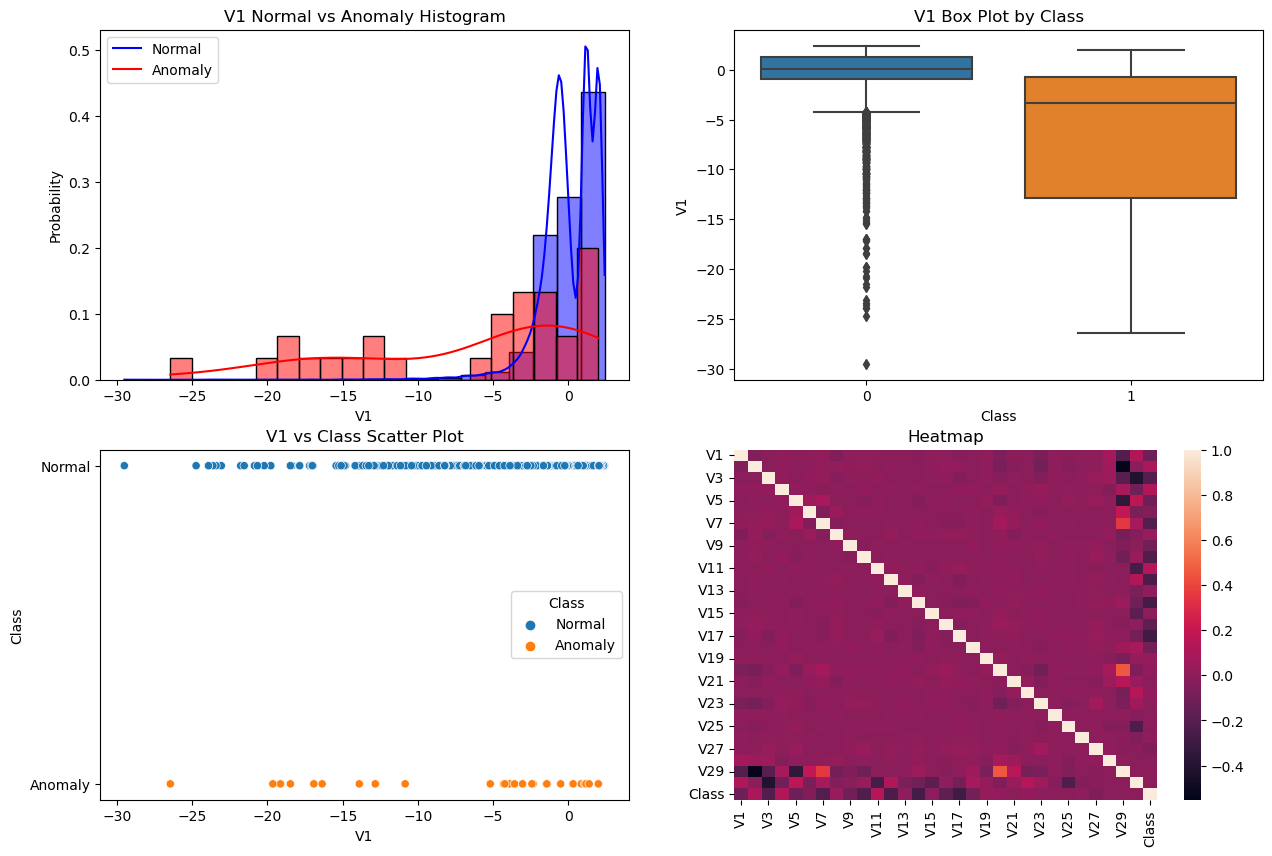 V1 Normal vs Anomaly Histogram
Normal
Anomaly
Probability
0.5
0.4
0.3
0.2
0.1
0.0
−30 −25 −20 −15 −10 −5 0
V1
V1 Box Plot by Class
V1
0
−5
−10
−15
−20
−25
−30
0 1
Class
V1 vs Class Scatter Plot
Class
Normal
Anomaly
Class
Normal
Anomaly
−30 −25 −20 −15 −10 −5 0
V1
Heatmap
V1
V3
V5
V7
V9
V11
V13
V15
V17
V19
V21
V23
V25
V27
V29
Class
V1 V3 V5 V7 V9 V11 V13 V15 V17 V19 V21 V23 V25 V27 V29 Class
1.0
0.8
0.6
0.4
0.2
0.0
−0.2
−0.4